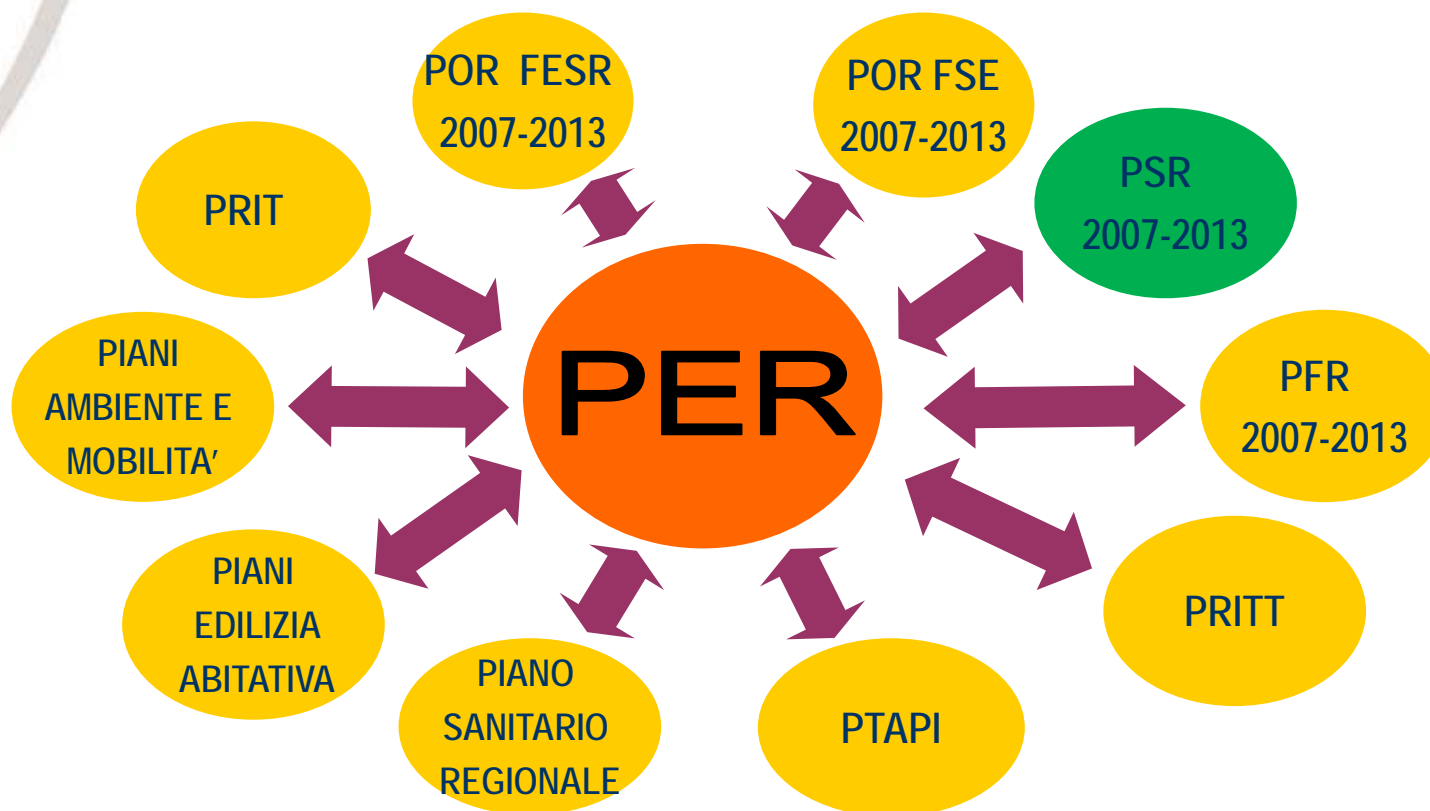 POR FESR
2007-2013
POR FSE
2007-2013
PSR
2007-2013
PRIT
PIANI
AMBIENTE E
MOBILITA'
PER
PFR
2007-2013
PIANI
EDILIZIA
ABITATIVA
PRITT
PIANO
SANITARIO
REGIONALE
PTAPI